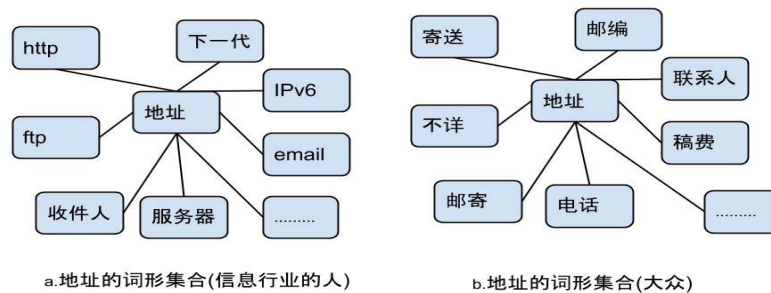 http
下一代
IPv6
地址
ftp
email
收件人
服务器
.........
a.地址的词形集合(信息行业的人)
寄送
邮编
联系人
地址
不详
稿费
邮寄
电话
.........
b.地址的词形集合(大众)